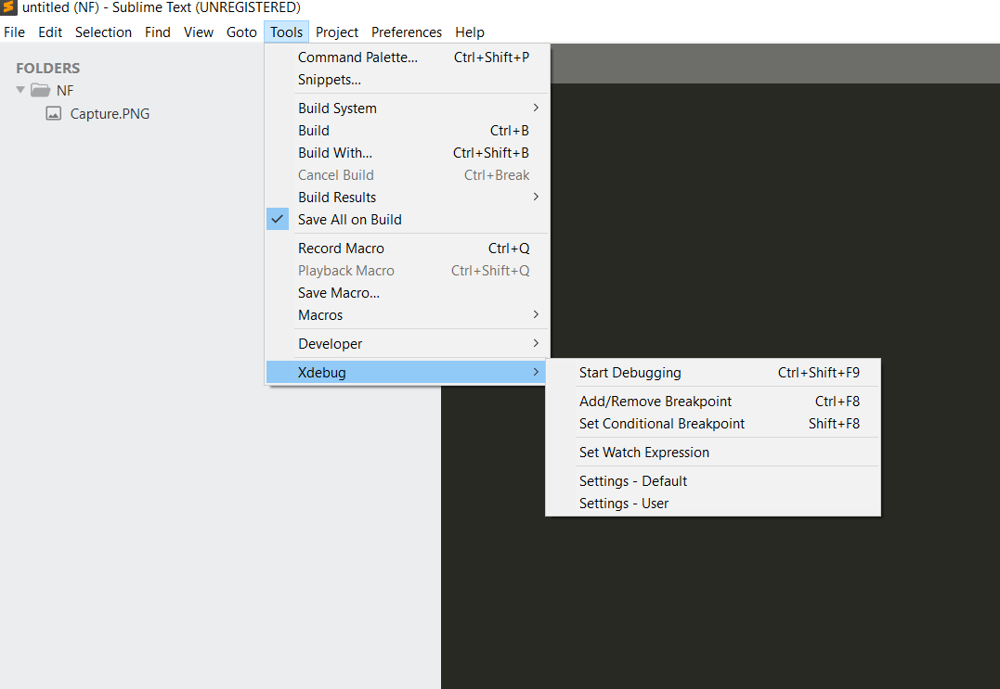 untitled (NF) - Sublime Text (UNREGISTERED)
File Edit Selection Find View Goto Tools Project Preferences Help
FOLDERS
NF
Capture.PNG
Command Palette... Ctrl+Shift+P
Snippets...
Build System
Build Ctrl+B
Build With... Ctrl+Shift+B
Cancel Build Ctrl+Break
Build Results
Save All on Build
Record Macro Ctrl+Q
Playback Macro Ctrl+Shift+Q
Save Macro...
Macros
Developer
Xdebug
Start Debugging Ctrl+Shift+F9
Add/Remove Breakpoint Ctrl+F8
Set Conditional Breakpoint Shift+F8
Set Watch Expression
Settings - Default
Settings - User